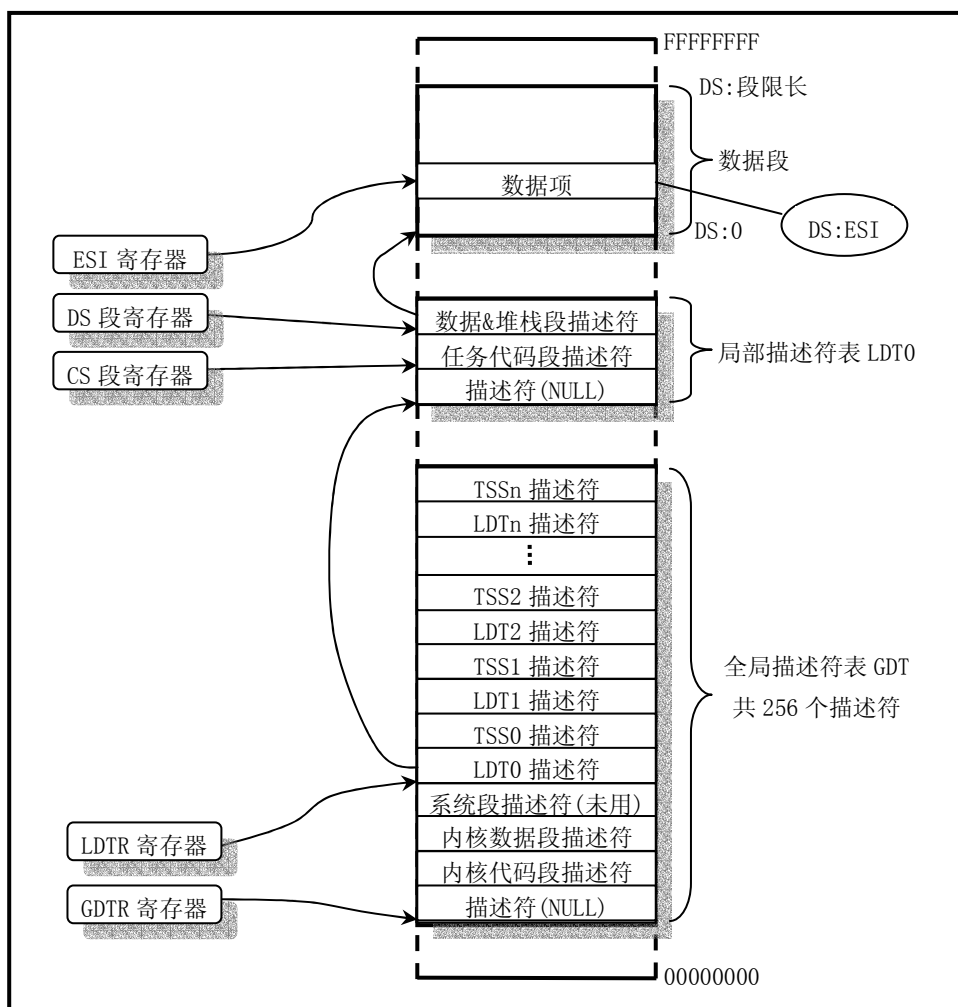 FFFFFFFF
DS:段限长
数据段
数据项
DS:0
DS:ESI
ESI 寄存器
DS 段寄存器
CS 段寄存器
数据&堆栈段描述符
任务代码段描述符
描述符(NULL)
局部描述符表 LDT0
TSSn 描述符
LDTn 描述符
⋮
TSS2 描述符
LDT2 描述符
TSS1 描述符
LDT1 描述符
TSS0 描述符
LDT0 描述符
系统段描述符(未用)
内核数据段描述符
内核代码段描述符
描述符(NULL)
全局描述符表 GDT
共 256 个描述符
LDTR 寄存器
GDTR 寄存器
00000000